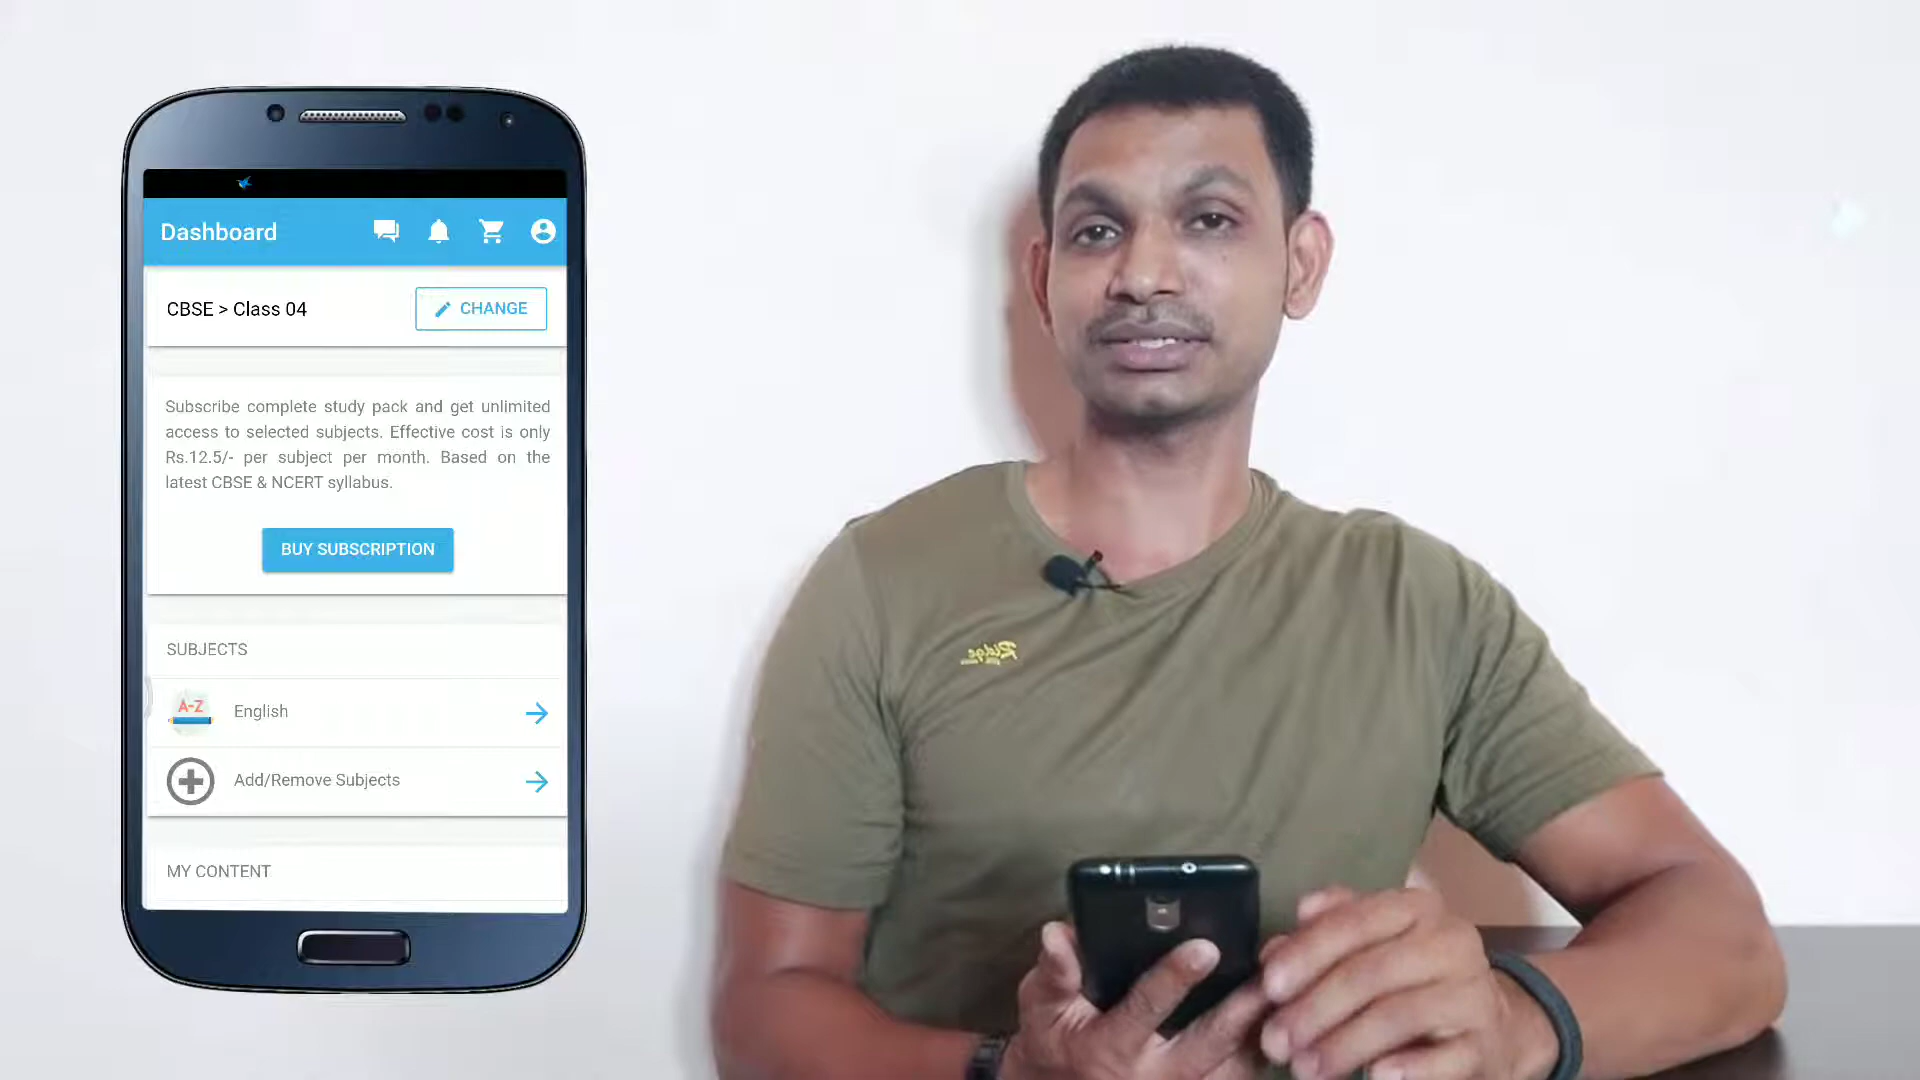 Dashboard
CBSE > Class 04
CHANGE
Subscribe complete study pack and get unlimited
access to selected subjects. Effective cost is only
Rs.12.5/- per subject per month. Based on the
latest CBSE & NCERT syllabus.
BUY SUBSCRIPTION
SUBJECTS
A-Z
English
Add/Remove Subjects
MY CONTENT
Ridge